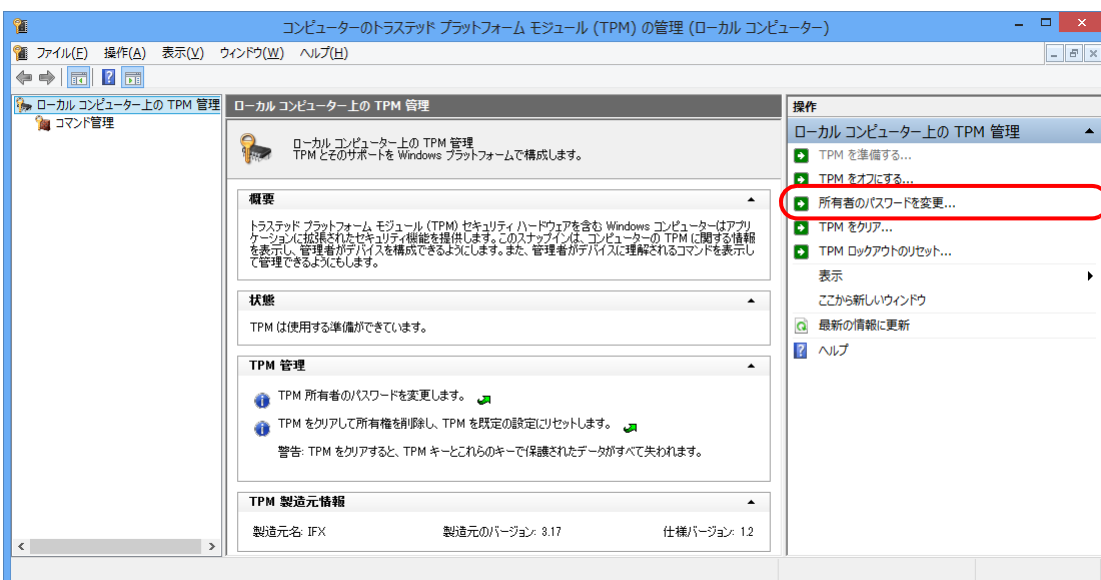 コンピューターのトラステッド プラットフォーム モジュール (TPM) の管理 (ローカル コンピューター)
ファイル(F) 操作(A) 表示(V) ウィンドウ(W) ヘルプ(H)
ローカル コンピューター上の TPM 管理
コマンド管理
ローカル コンピューター上の TPM 管理
ローカル コンピューター上の TPM 管理
TPM とそのサポートを Windows プラットフォームで構成します。
概要
トラステッド プラットフォーム モジュール (TPM) セキュリティ ハードウェアを含む Windows コンピューターはアプリ
ケーションに拡張されたセキュリティ機能を提供します。このスナップインは、コンピューターの TPM に関する情報
を表示し、管理者がデバイスを構成できるようにします。また、管理者がデバイスに理解されるコマンドを表示し
て管理できるようにもします。
状態
TPM は使用する準備ができています。
TPM 管理
TPM 所有者のパスワードを変更します。
TPM をクリアして所有権を削除し、TPM を既定の設定にリセットします。
警告: TPM をクリアすると、TPM キーとこれらのキーで保護されたデータがすべて失われます。
TPM 製造元情報
製造元名: IFX 製造元のバージョン: 3.17 仕様バージョン: 1.2
操作
ローカル コンピューター上の TPM 管理
TPM を準備する...
TPM をオフにする...
所有者のパスワードを変更...
TPM をクリア...
TPM ロックアウトのリセット...
表示
ここから新しいウィンドウ
最新の情報に更新
ヘルプ